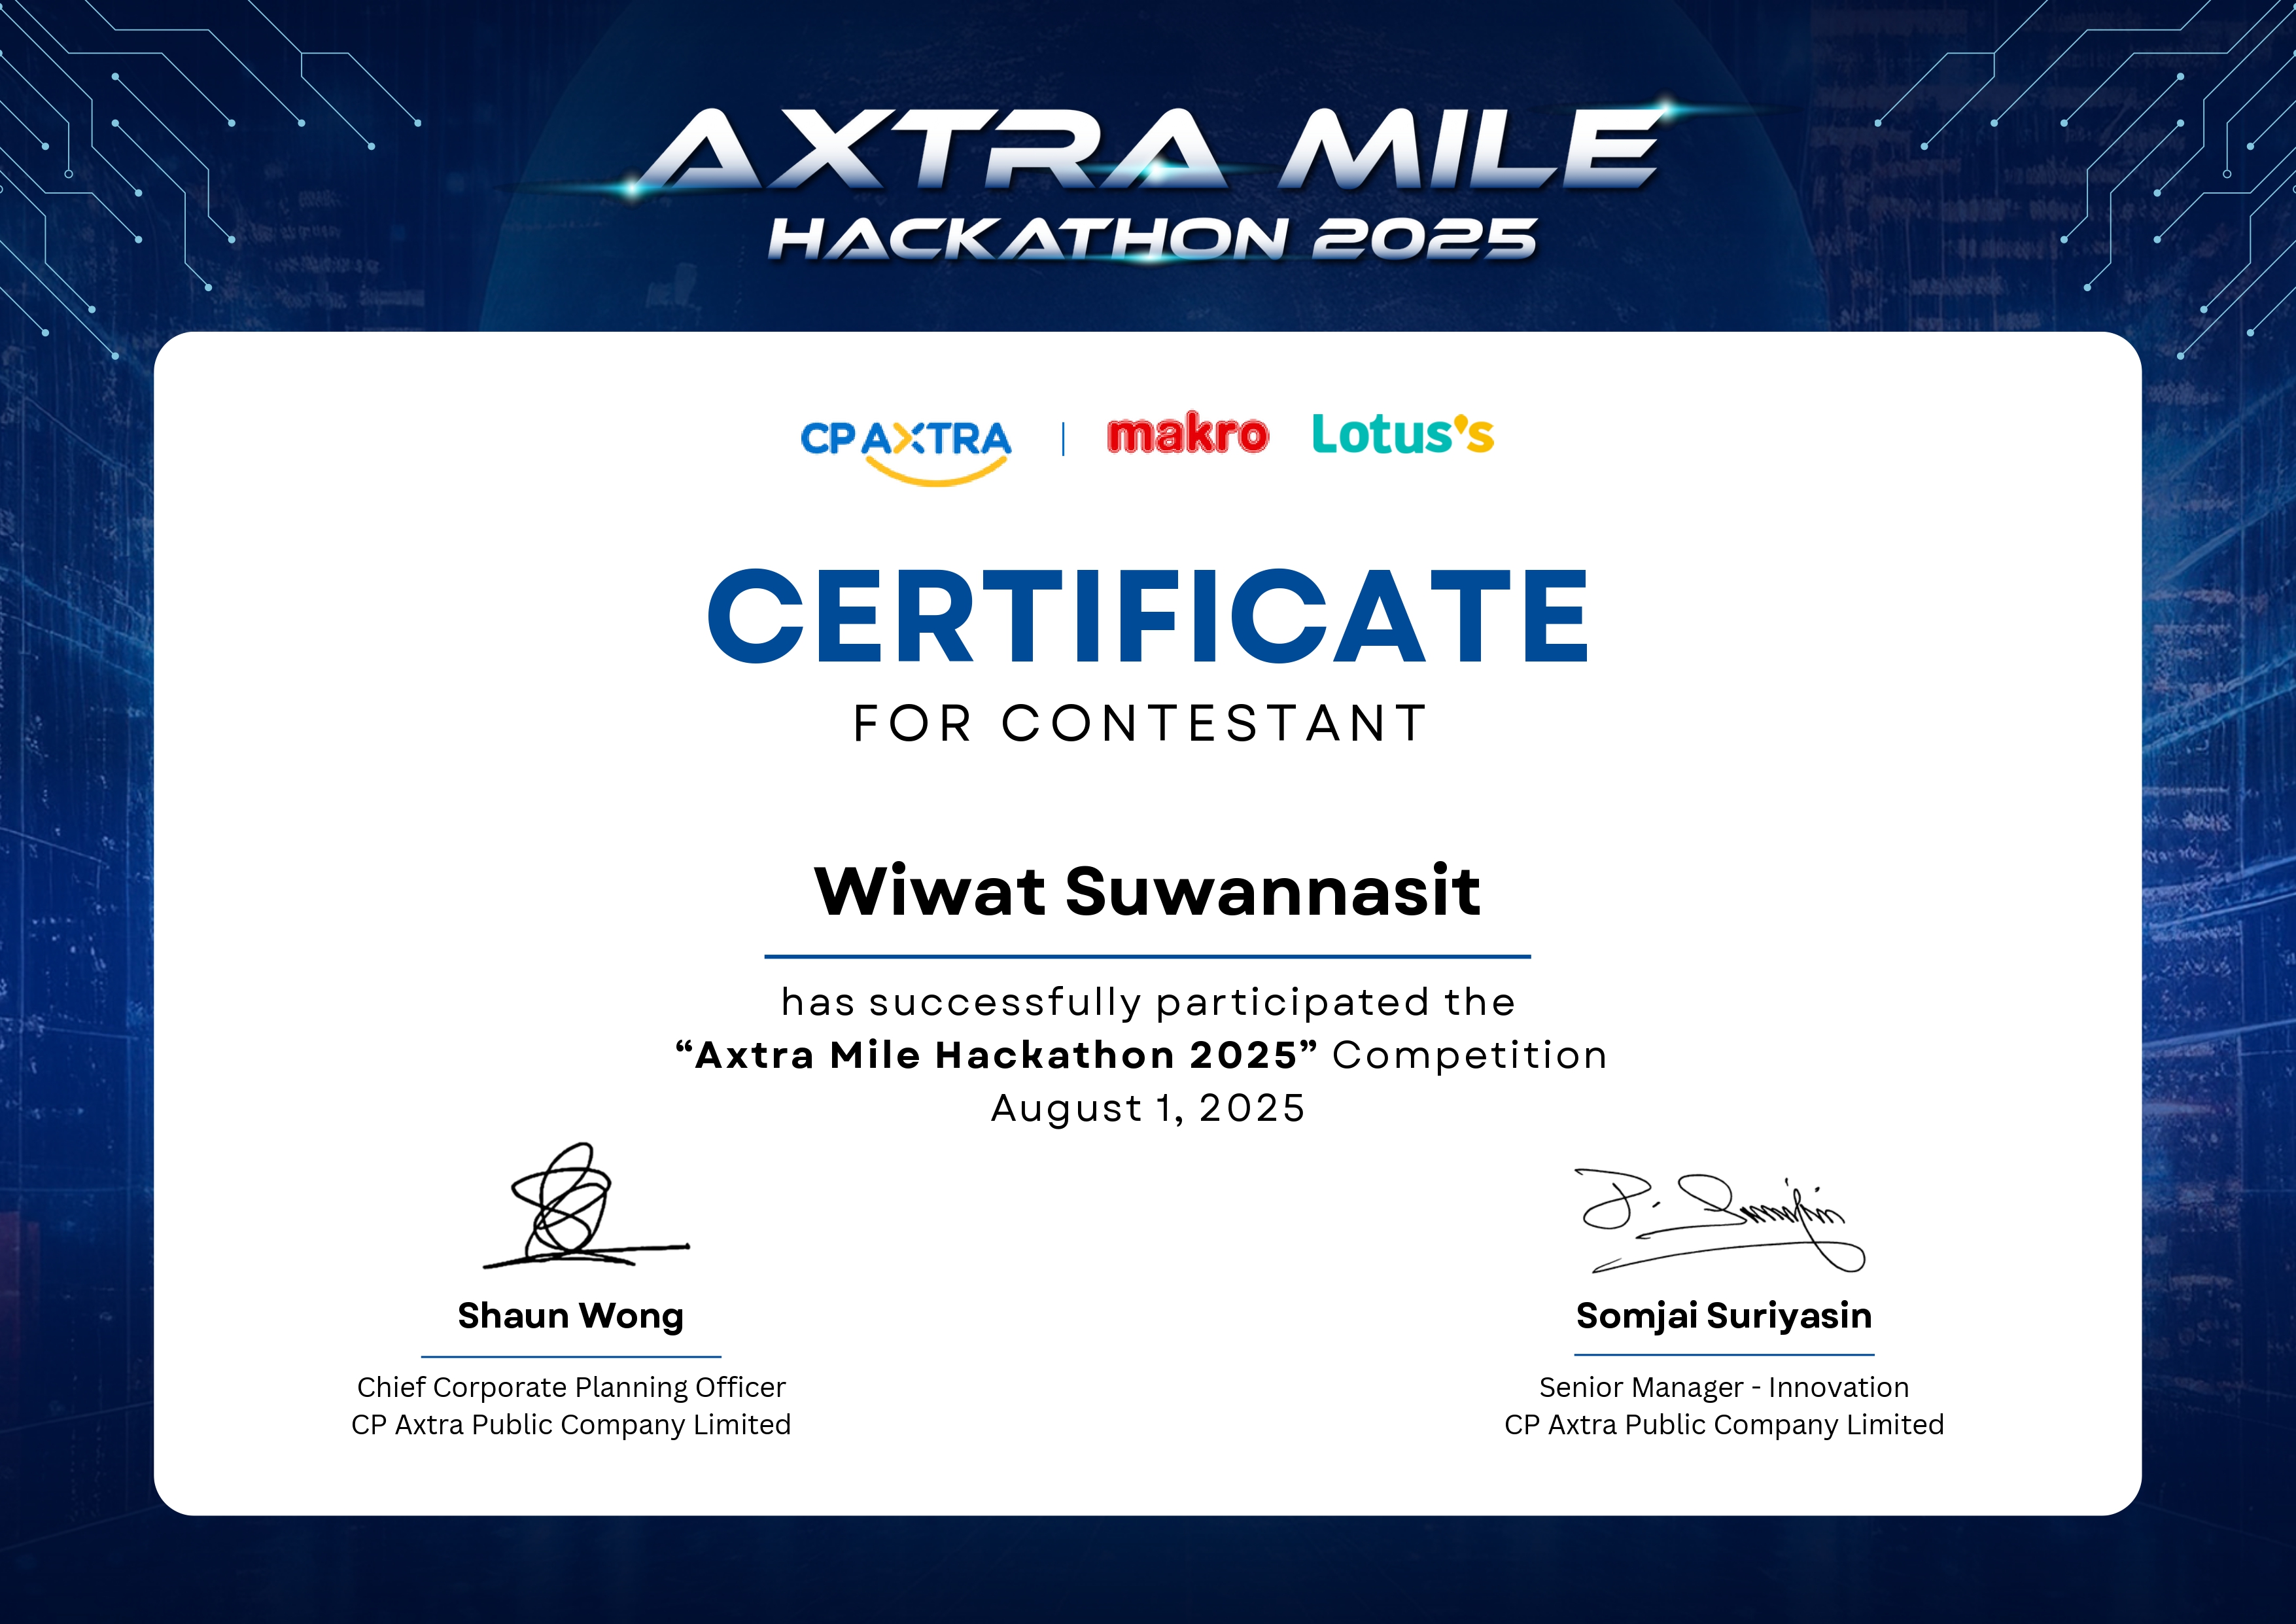 AXTRA MILE
HACKATHON 2025
CP AXTRA | makro Lotus's
CERTIFICATE
FOR CONTESTANT
Wiwat Suwannasit
has successfully participated the
“Axtra Mile Hackathon 2025” Competition
August 1, 2025
Shaun Wong
Chief Corporate Planning Officer
CP Axtra Public Company Limited
Somjai Suriyasin
Senior Manager - Innovation
CP Axtra Public Company Limited